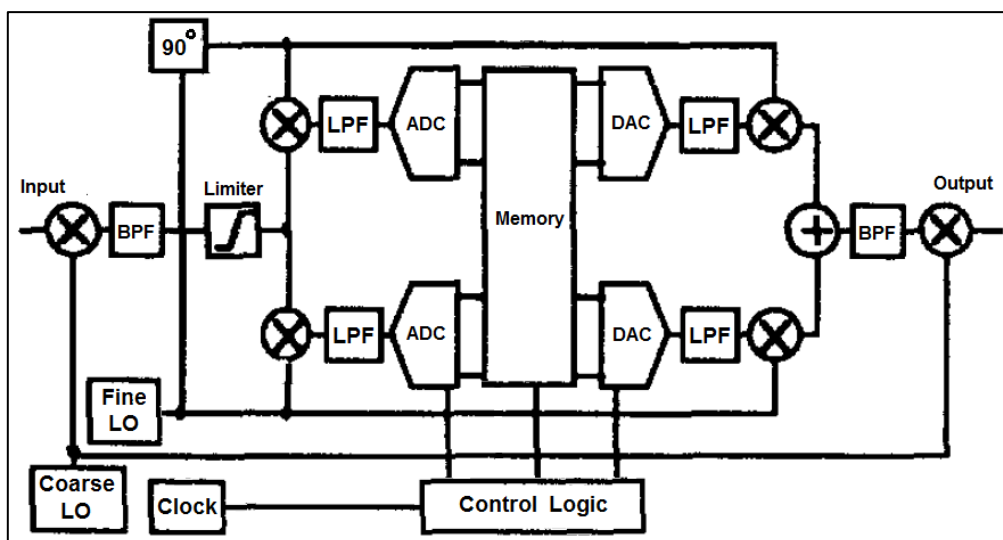 90°
LPF
ADC
DAC
LPF
Input
Limiter
Memory
Output
BPF
BPF
LPF
ADC
DAC
LPF
Fine
LO
Coarse
LO
Clock
Control Logic